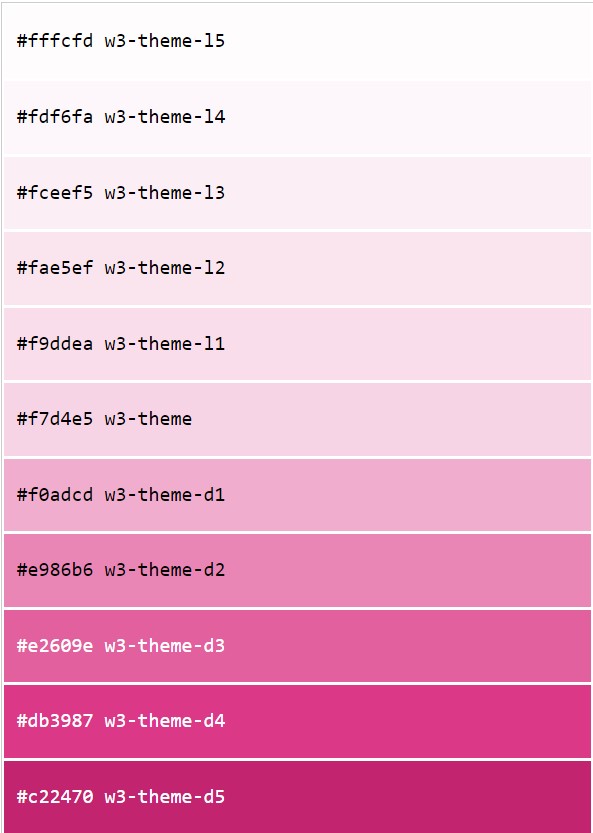 #fffcfd w3-theme-l5
#fdf6fa w3-theme-l4
#fceef5 w3-theme-l3
#fae5ef w3-theme-l2
#f9ddea w3-theme-l1
#f7d4e5 w3-theme
#f0adcd w3-theme-d1
#e986b6 w3-theme-d2
#e2609e w3-theme-d3
#db3987 w3-theme-d4
#c22470 w3-theme-d5